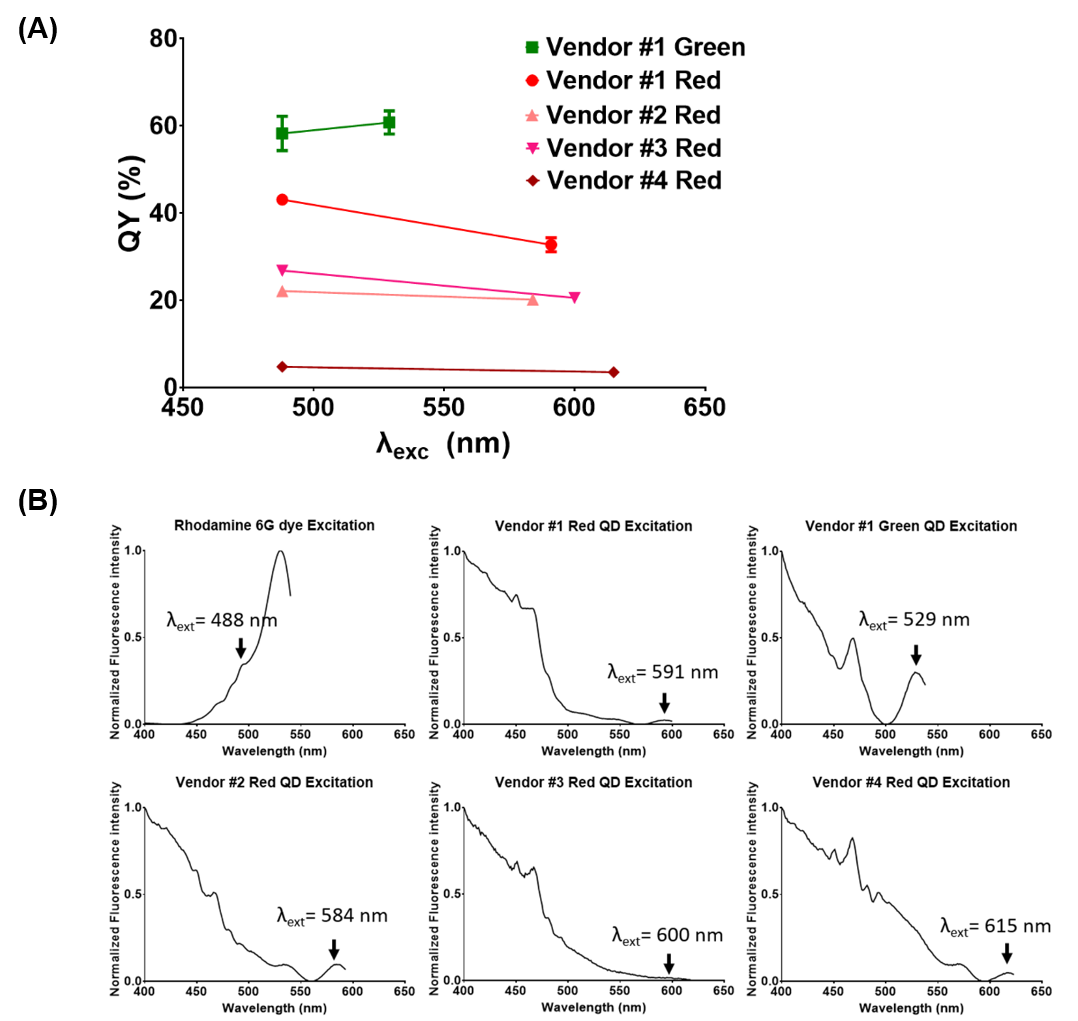 (A)
80
60
40
20
0
QY (%)
450 500 550 600 650
λexc (nm)
Vendor #1 Green
Vendor #1 Red
Vendor #2 Red
Vendor #3 Red
Vendor #4 Red
(B)
Rhodamine 6G dye Excitation
Normalized Fluorescence intensity
1.0
0.5
0.0
λext= 488 nm
400 450 500 550 600 650
Wavelength (nm)
Vendor #1 Red QD Excitation
Normalized Fluorescence intensity
1.0
0.5
0.0
λext= 591 nm
400 450 500 550 600 650
Wavelength (nm)
Vendor #1 Green QD Excitation
Normalized Fluorescence intensity
1.0
0.5
0.0
λext= 529 nm
400 450 500 550 600 650
Wavelength (nm)
Vendor #2 Red QD Excitation
Normalized Fluorescence intensity
1.0
0.5
0.0
λext= 584 nm
400 450 500 550 600 650
Wavelength (nm)
Vendor #3 Red QD Excitation
Normalized Fluorescence intensity
1.0
0.5
0.0
λext= 600 nm
400 450 500 550 600 650
Wavelength (nm)
Vendor #4 Red QD Excitation
Normalized Fluorescence intensity
1.0
0.5
0.0
λext= 615 nm
400 450 500 550 600 650
Wavelength (nm)